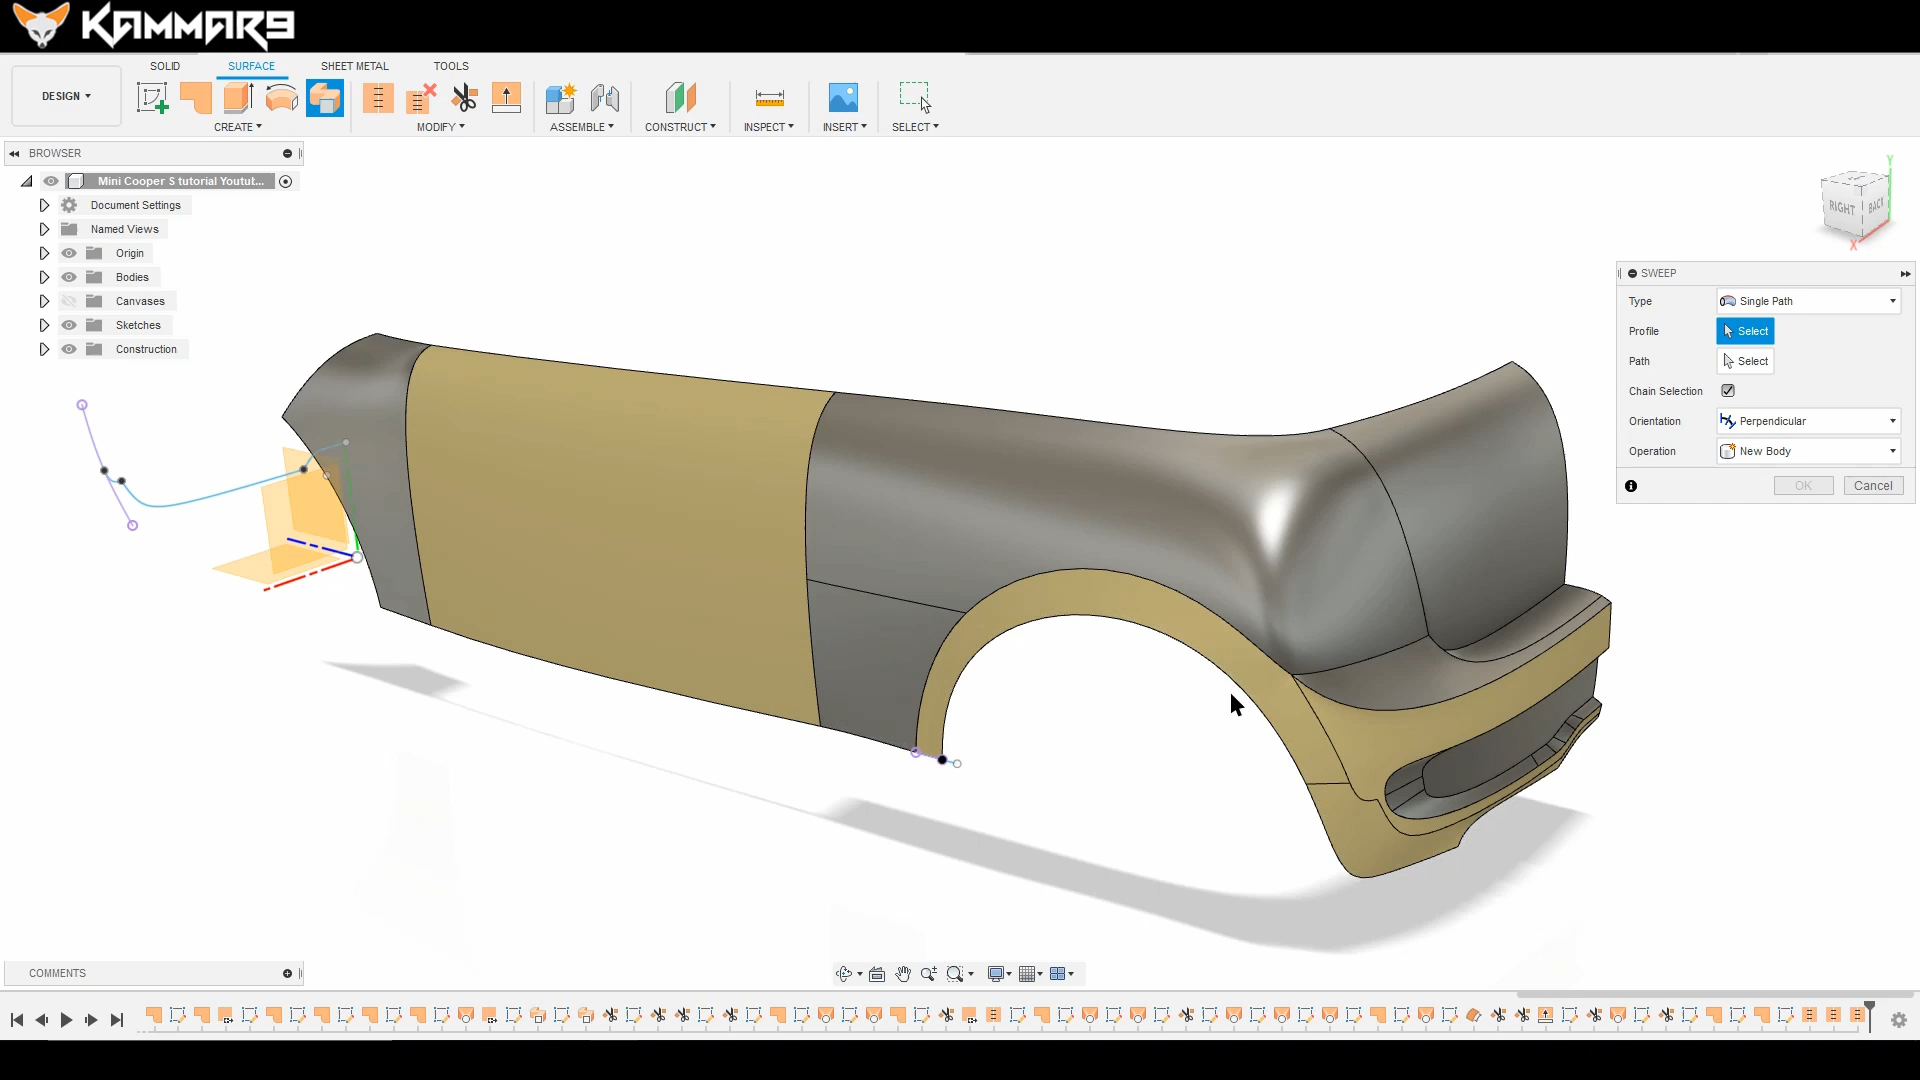 KAMMAR9
SOLID SURFACE SHEET METAL TOOLS
DESIGN
CREATE MODIFY ASSEMBLE CONSTRUCT INSPECT INSERT SELECT
BROWSER
Mini Cooper S tutorial Youtut...
Document Settings
Named Views
Origin
Bodies
Canvases
Sketches
Construction
Y
RIGHT BACK
X
SWEEP
Type Single Path
Profile Select
Path Select
Chain Selection
Orientation Perpendicular
Operation New Body
OK Cancel
COMMENTS